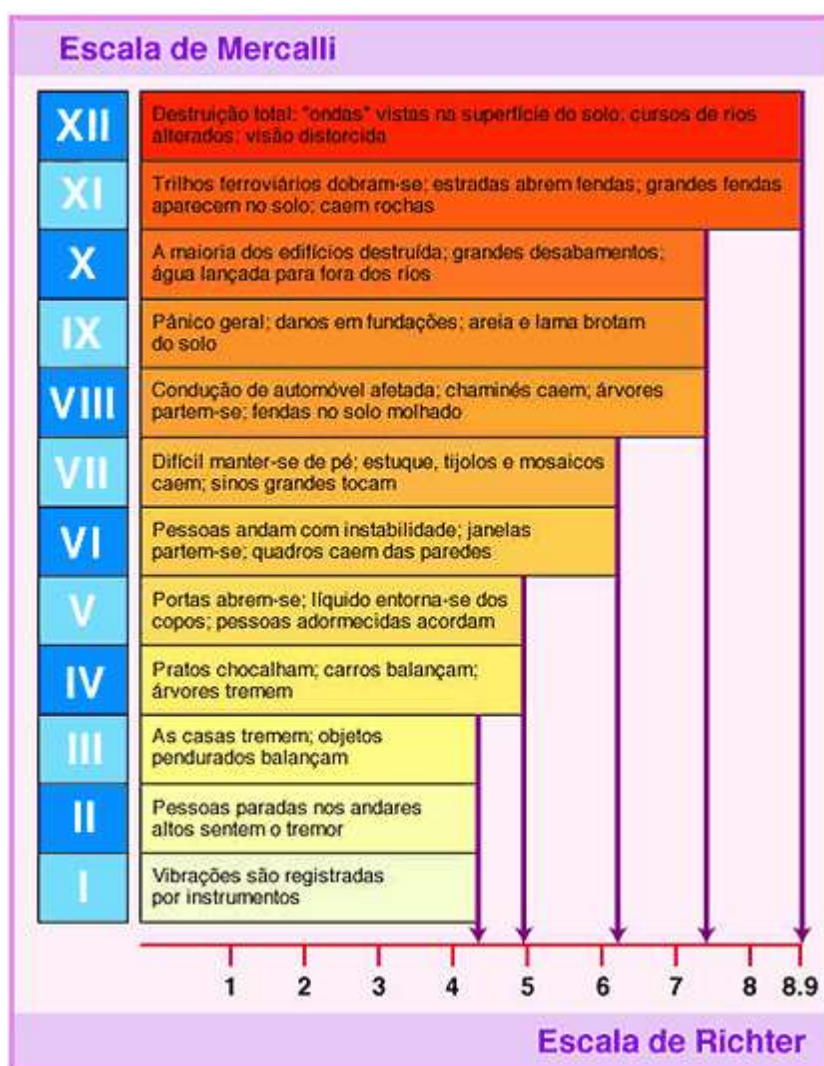 Escala de Mercalli
XII
Destruição total: "ondas" vistas na superfície do solo; cursos de rios
alterados; visão distorcida
XI
Trilhos ferroviários dobram-se; estradas abrem fendas; grandes fendas
aparecem no solo; caem rochas
X
A maioria dos edifícios destruída; grandes desabamentos;
água lançada para fora dos rios
IX
Pânico geral; danos em fundações; areia e lama brotam
do solo
VIII
Condução de automóvel afetada; chaminés caem; árvores
partem-se; fendas no solo molhado
VII
Difícil manter-se de pé; estuque, tijolos e mosaicos
caem; sinos grandes tocam
VI
Pessoas andam com instabilidade; janelas
partem-se; quadros caem das paredes
V
Portas abrem-se; líquido entorna-se dos
copos; pessoas adormecidas acordam
IV
Pratos chocalham; carros balançam;
árvores tremem
III
As casas tremem; objetos
pendurados balançam
II
Pessoas paradas nos andares
altos sentem o tremor
I
Vibrações são registradas
por instrumentos
1 2 3 4 5 6 7 8 8.9
Escala de Richter